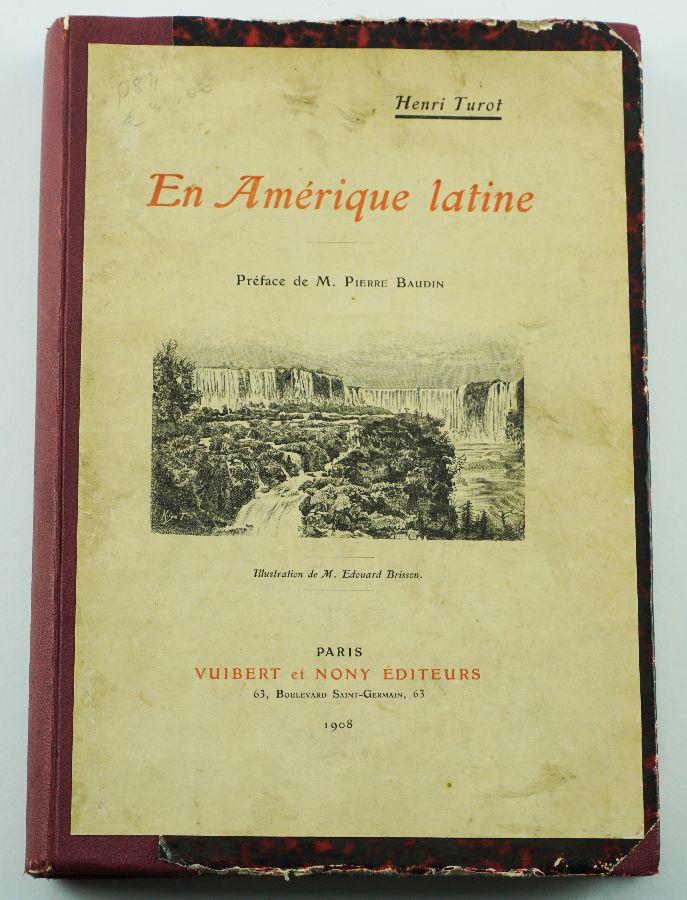 Henri Turot
En Amérique latine
Préface de M. Pierre Baudin
Illustration de M. Edouard Brisson.
PARIS
VUIBERT et NONY ÉDITEURS
63, Boulevard Saint-Germain, 63
1908